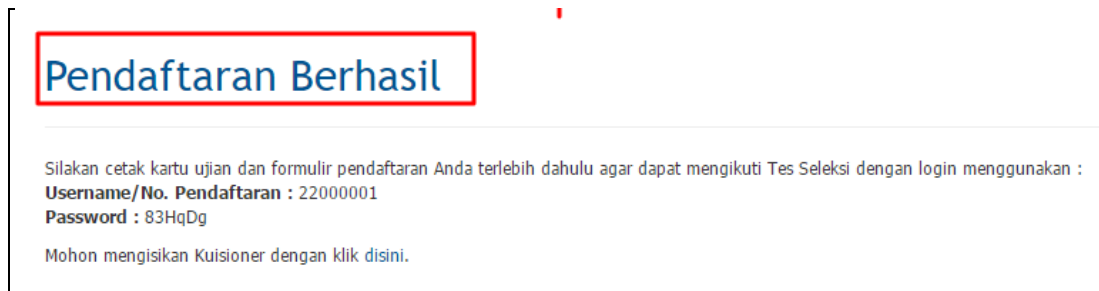 Pendaftaran Berhasil
Silakan cetak kartu ujian dan formulir pendaftaran Anda terlebih dahulu agar dapat mengikuti Tes Seleksi dengan login menggunakan :
Username/No. Pendaftaran : 22000001
Password : 83HqDg
Mohon mengisikan Kuisioner dengan klik disini.